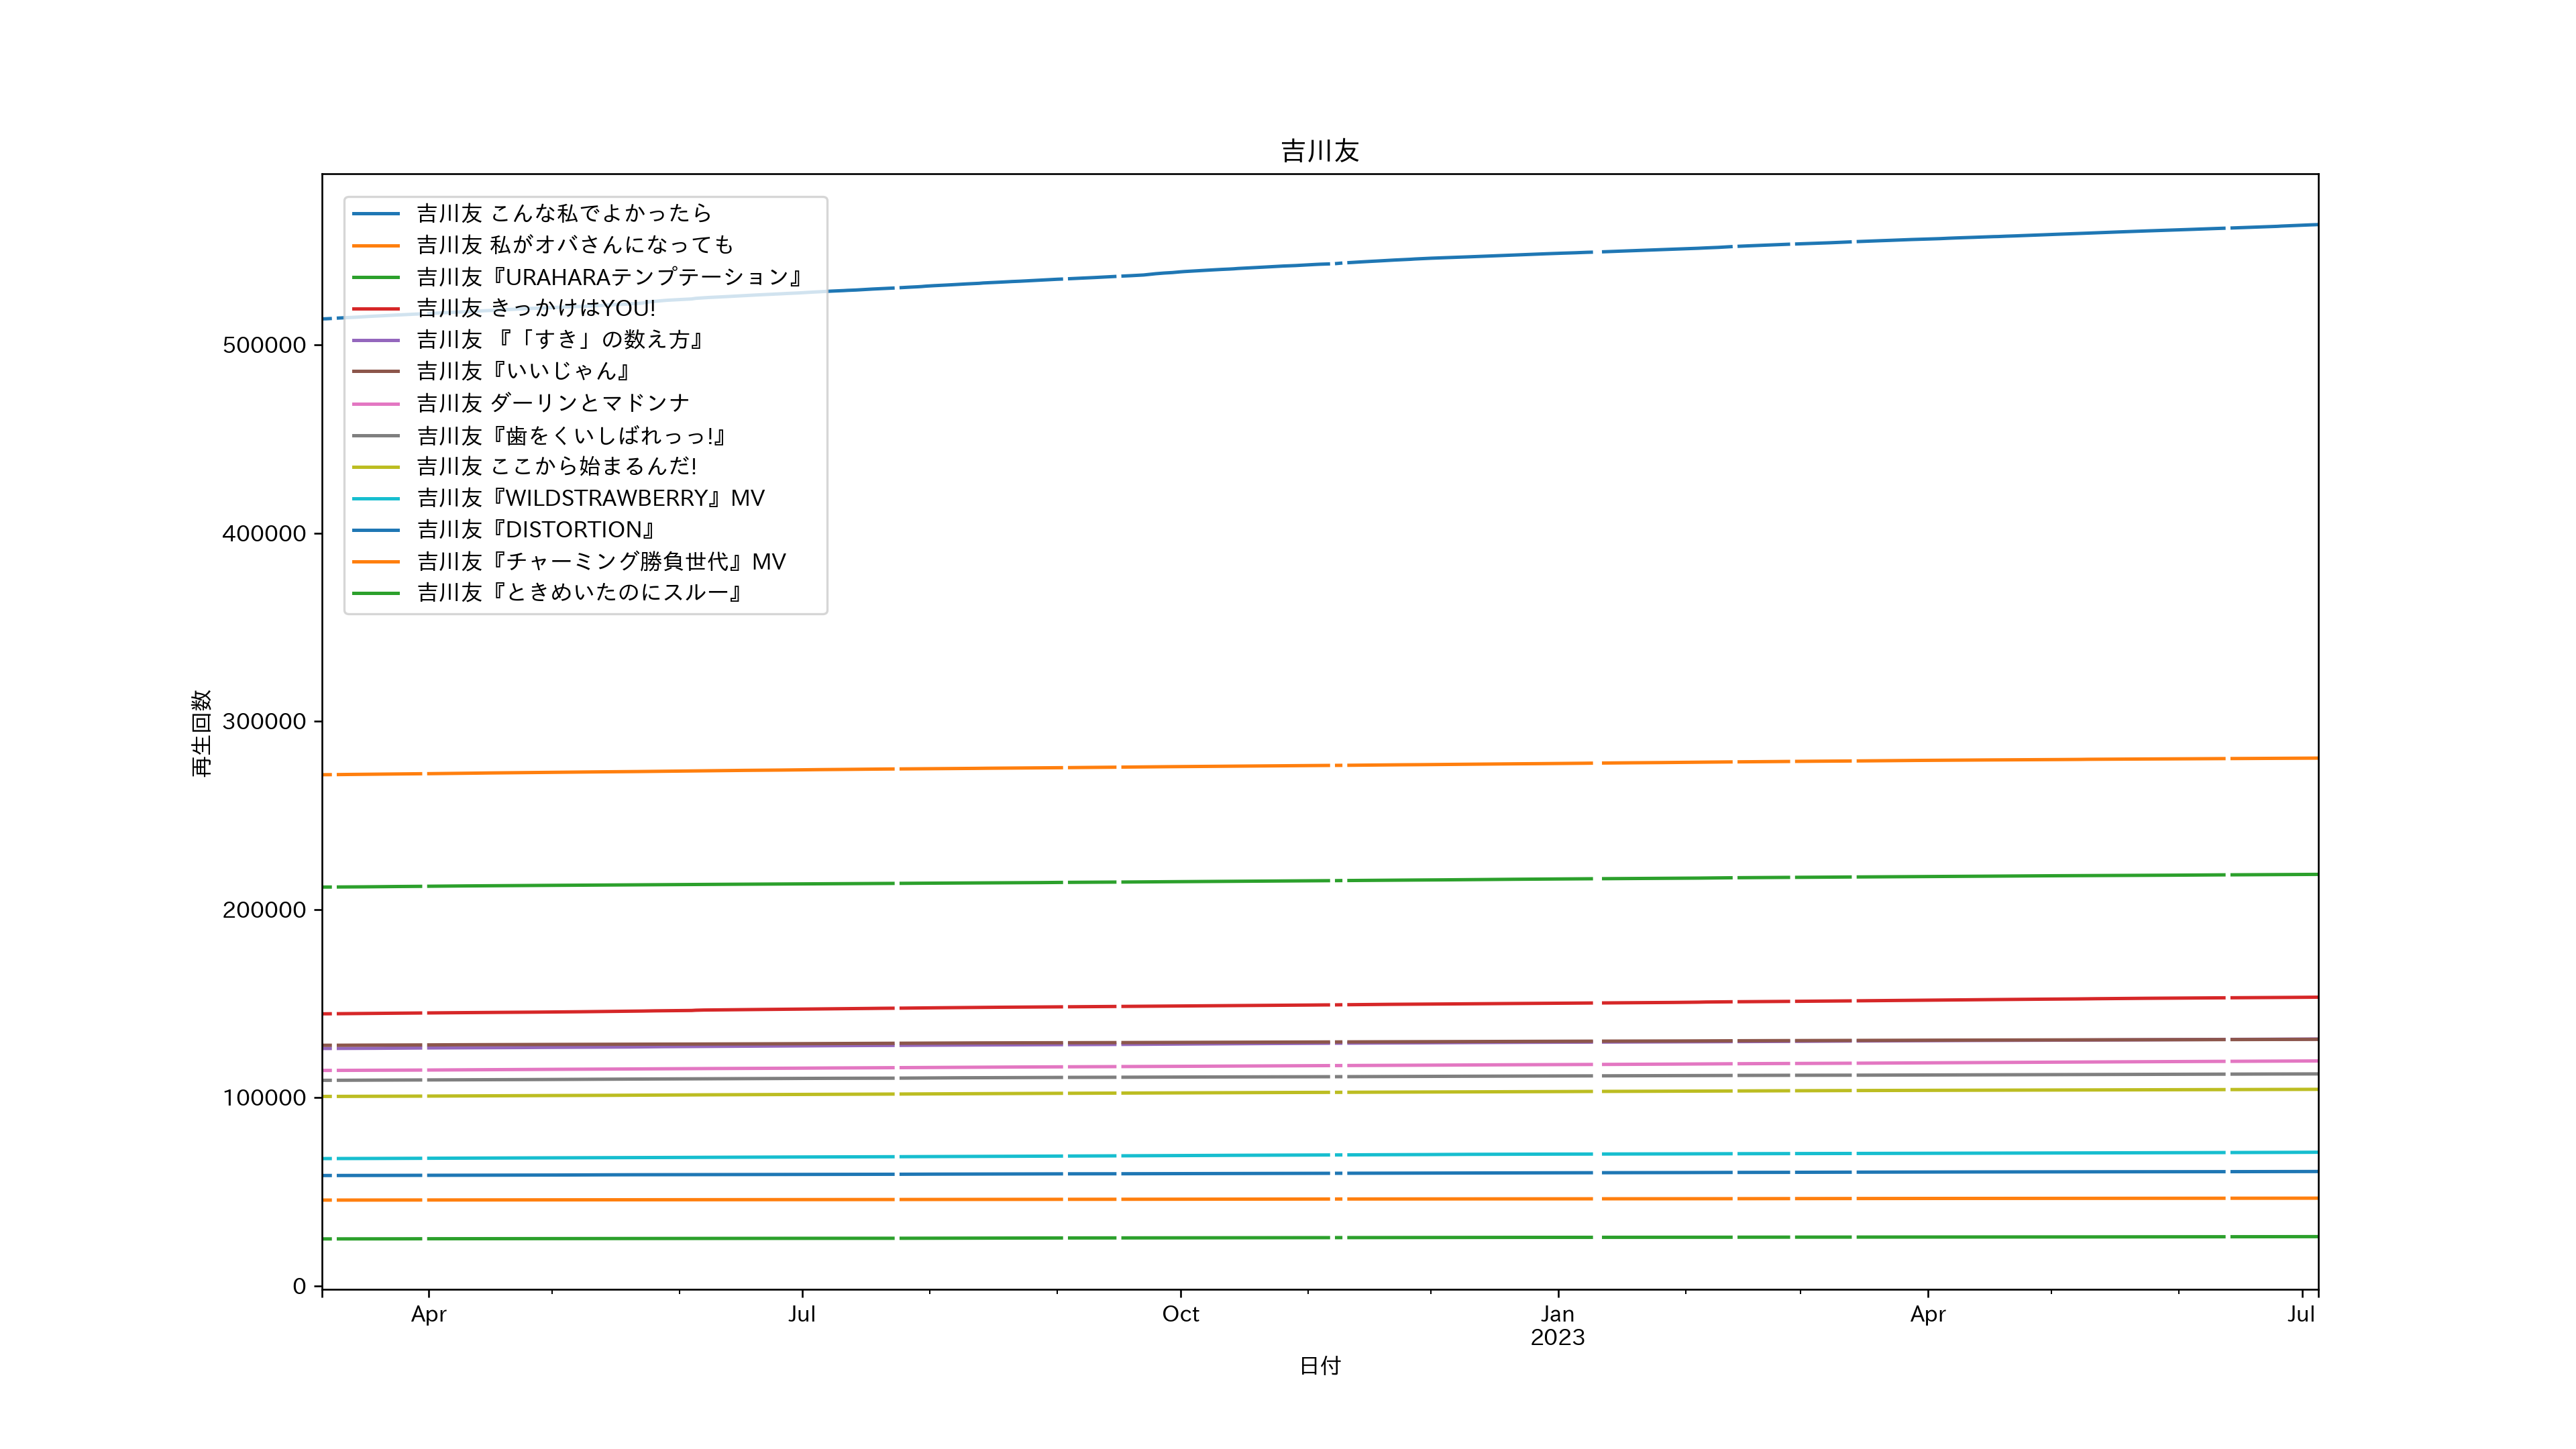 吉川友
吉川友 こんな私でよかったら
吉川友 私がオバさんになっても
吉川友『URAHARAテンプテーション』
吉川友 きっかけはYOU!
吉川友 『「すき」の数え方』
吉川友『いいじゃん』
吉川友 ダーリンとマドンナ
吉川友『歯をくいしばれっっ!』
吉川友 ここから始まるんだ!
吉川友『WILDSTRAWBERRY』MV
吉川友『DISTORTION』
吉川友『チャーミング勝負世代』MV
吉川友『ときめいたのにスルー』
再生回数
500000
400000
300000
200000
100000
0
Apr Jul Oct Jan Apr Jul
2023
日付